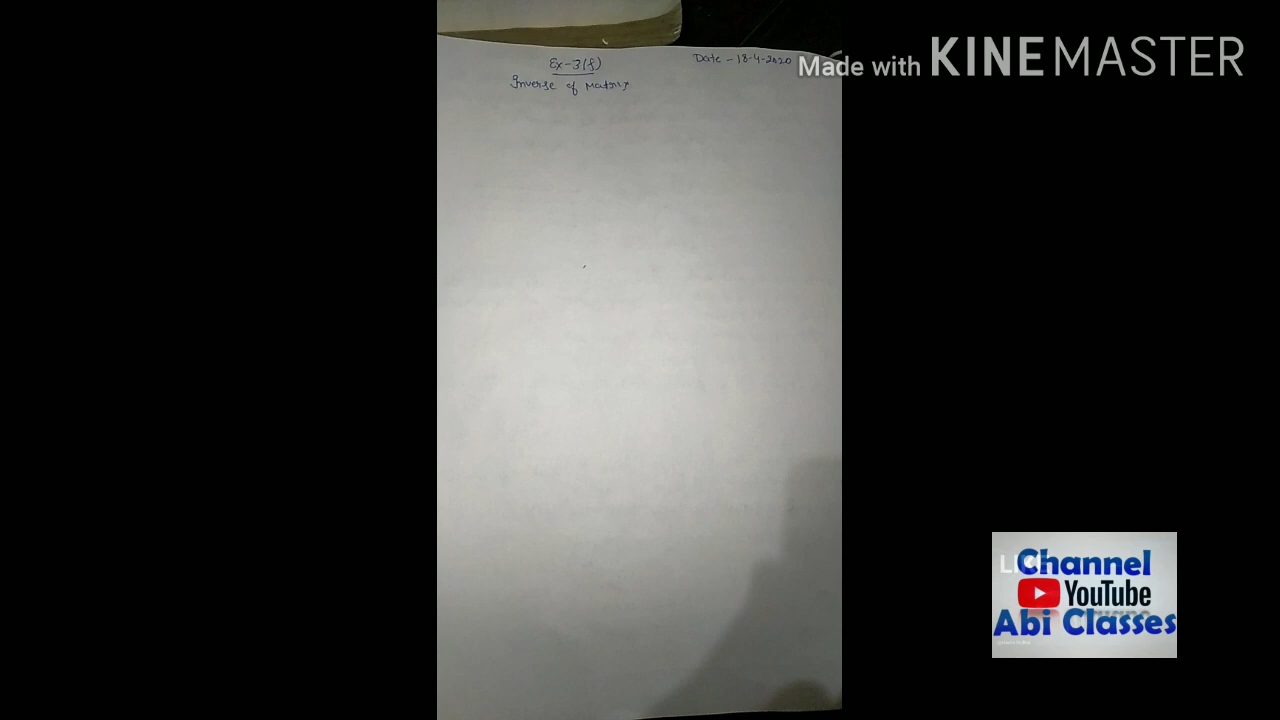 Ex-3(f)
Date - 18-4-2020
Inverse of Matrix
Made with KINEMASTER
Channel
YouTube
Abi Classes